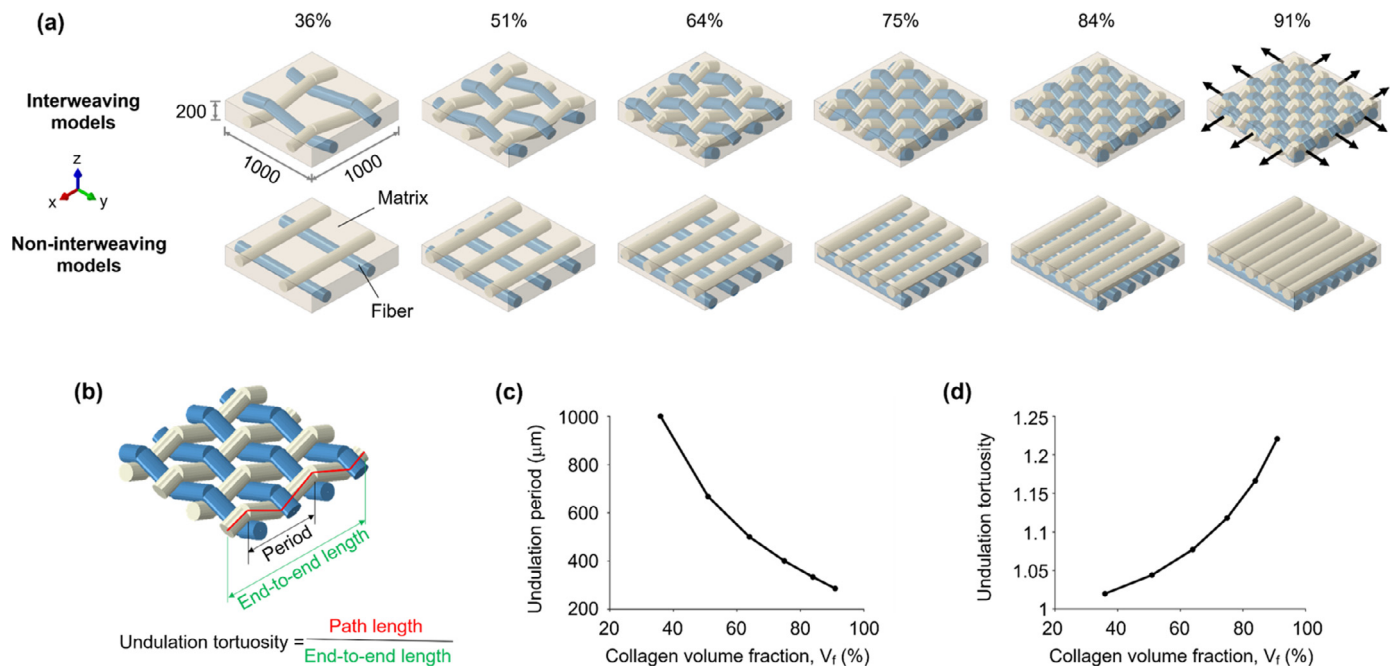 (a)
36%
51%
64%
75%
84%
91%
Interweaving
models
200
1000
1000
z
x
y
Non-interweaving
models
Matrix
Fiber
(b)
Period
End-to-end length
Undulation tortuosity =
Path length
End-to-end length
(c)
Undulation period (μm)
1000
800
600
400
200
20
40
60
80
100
Collagen volume fraction, Vf (%)
(d)
Undulation tortuosity
1.25
1.2
1.15
1.1
1.05
1
20
40
60
80
100
Collagen volume fraction, Vf (%)